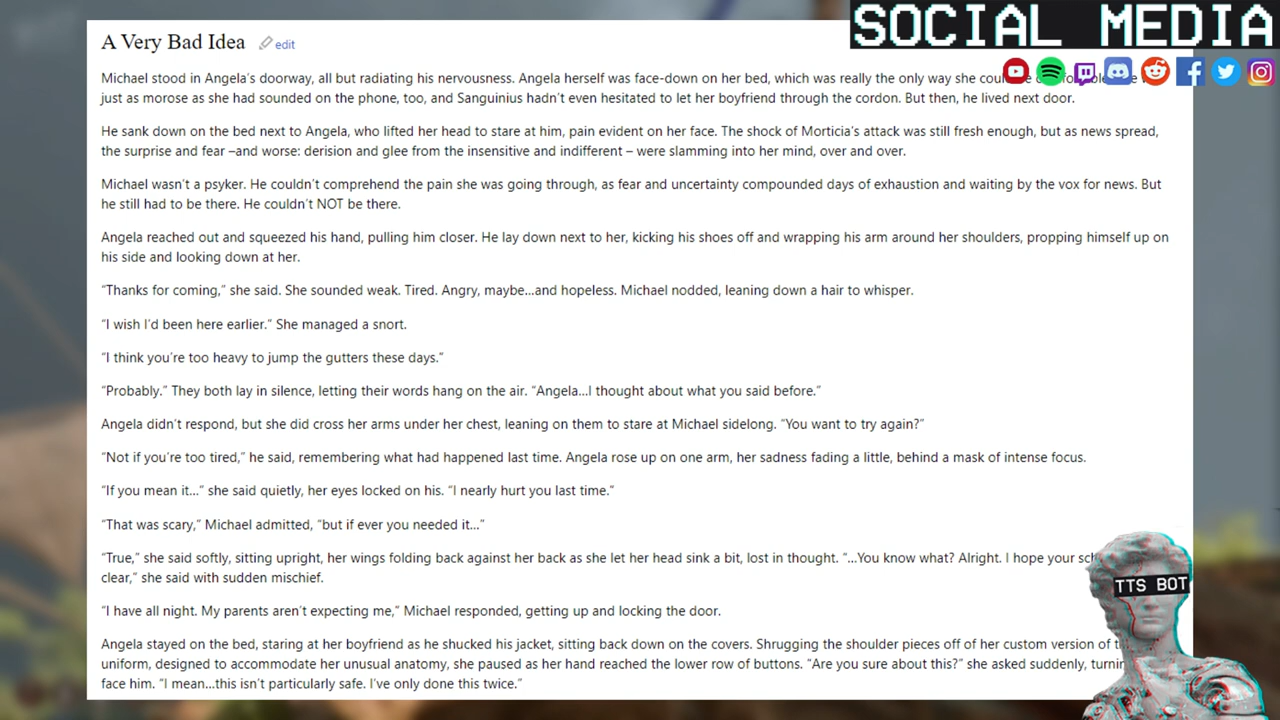 SOCIAL MEDIA
A Very Bad Idea edit
Michael stood in Angela’s doorway, all but radiating his nervousness. Angela herself was face-down on her bed, which was really the only way she
just as morose as she had sounded on the phone, too, and Sanguinius hadn’t even hesitated to let her boyfriend through the cordon. But then, he lived next door.
He sank down on the bed next to Angela, who lifted her head to stare at him, pain evident on her face. The shock of Morticia’s attack was still fresh enough, but as news spread,
the surprise and fear –and worse: derision and glee from the insensitive and indifferent – were slamming into her mind, over and over.
Michael wasn’t a psyker. He couldn’t comprehend the pain she was going through, as fear and uncertainty compounded days of exhaustion and waiting by the vox for news. But
he still had to be there. He couldn’t NOT be there.
Angela reached out and squeezed his hand, pulling him closer. He lay down next to her, kicking his shoes off and wrapping his arm around her shoulders, propping himself up on
his side and looking down at her.
“Thanks for coming,” she said. She sounded weak. Tired. Angry, maybe…and hopeless. Michael nodded, leaning down a hair to whisper.
“I wish I’d been here earlier.” She managed a snort.
“I think you’re too heavy to jump the gutters these days.”
“Probably.” They both lay in silence, letting their words hang on the air. “Angela…I thought about what you said before.”
Angela didn’t respond, but she did cross her arms under her chest, leaning on them to stare at Michael sidelong. “You want to try again?”
“Not if you’re too tired,” he said, remembering what had happened last time. Angela rose up on one arm, her sadness fading a little, behind a mask of intense focus.
“If you mean it…” she said quietly, her eyes locked on his. “I nearly hurt you last time.”
“That was scary,” Michael admitted, “but if ever you needed it…”
“True,” she said softly, sitting upright, her wings folding back against her back as she let her head sink a bit, lost in thought. “…You know what? Alright. I hope your
clear,” she said with sudden mischief.
TTS BOT
“I have all night. My parents aren’t expecting me,” Michael responded, getting up and locking the door.
Angela stayed on the bed, staring at her boyfriend as he shucked his jacket, sitting back down on the covers. Shrugging the shoulder pieces off of her custom version of
uniform, designed to accommodate her unusual anatomy, she paused as her hand reached the lower row of buttons. “Are you sure about this?” she asked suddenly,
face him. “I mean…this isn’t particularly safe. I’ve only done this twice.”